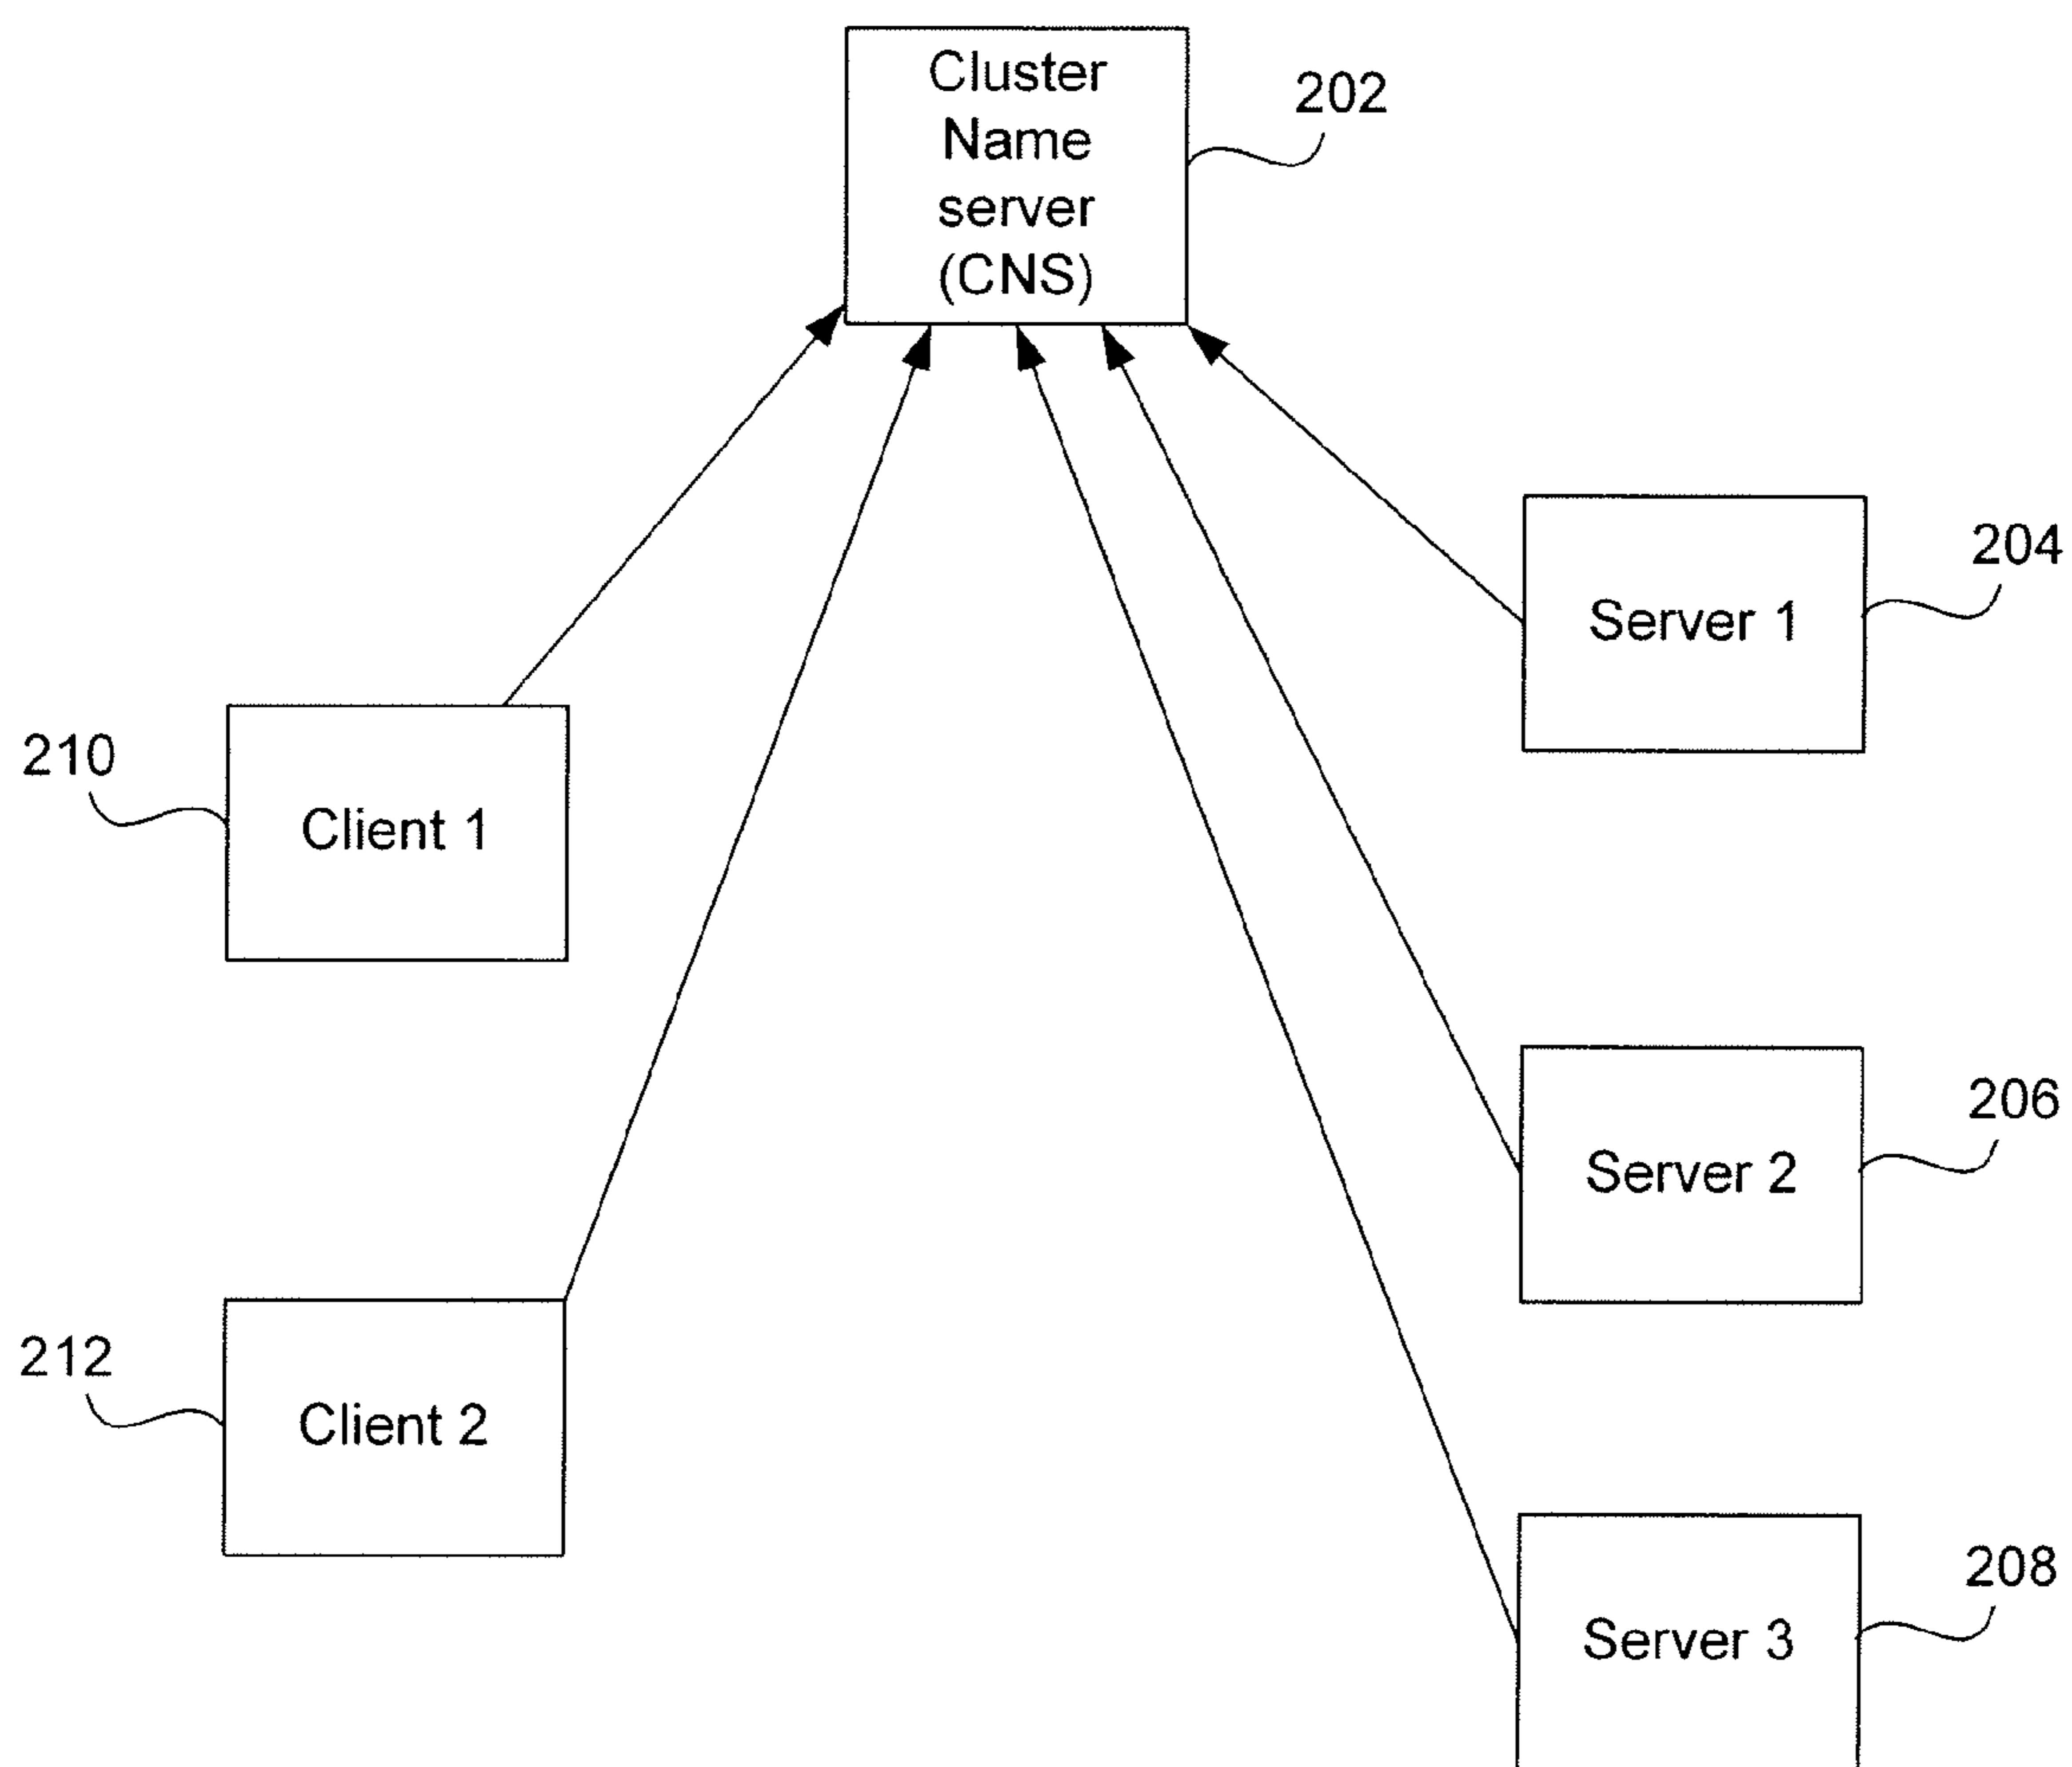 Cluster
Name
server
(CNS)
202
204
Server 1
210
Client 1
206
Server 2
212
Client 2
208
Server 3